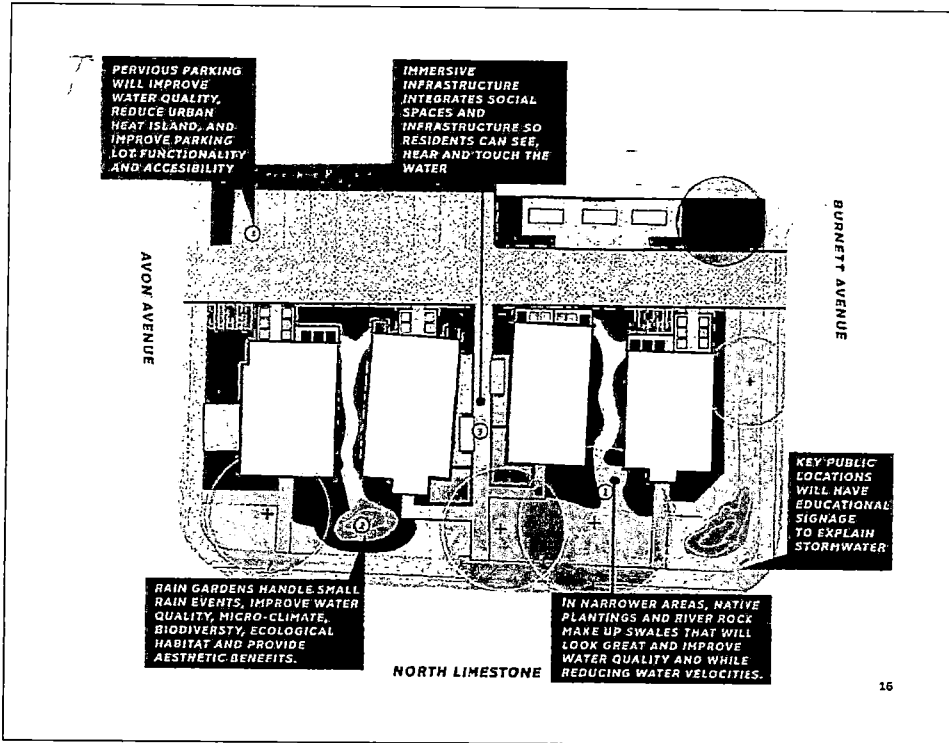 PERVIOUS PARKING
WILL IMPROVE
WATER QUALITY,
REDUCE URBAN
HEAT ISLAND, AND
IMPROVE PARKING
LOT FUNCTIONALITY
AND ACCESIBILITY
IMMERSIVE
INFRASTRUCTURE
INTEGRATES SOCIAL
SPACES AND
INFRASTRUCTURE SO
RESIDENTS CAN SEE,
HEAR AND TOUCH THE
WATER
AVON AVENUE
BURNETT AVENUE
3
1
2
KEY PUBLIC
LOCATIONS
WILL HAVE
EDUCATIONAL
SIGNAGE
TO EXPLAIN
STORMWATER
RAIN GARDENS HANDLE SMALL
RAIN EVENTS, IMPROVE WATER
QUALITY, MICRO-CLIMATE,
BIODIVERSTY, ECOLOGICAL
HABITAT AND PROVIDE
AESTHETIC BENEFITS.
IN NARROWER AREAS, NATIVE
PLANTINGS AND RIVER ROCK
MAKE UP SWALES THAT WILL
LOOK GREAT AND IMPROVE
WATER QUALITY AND WHILE
REDUCING WATER VELOCITIES.
NORTH LIMESTONE
16